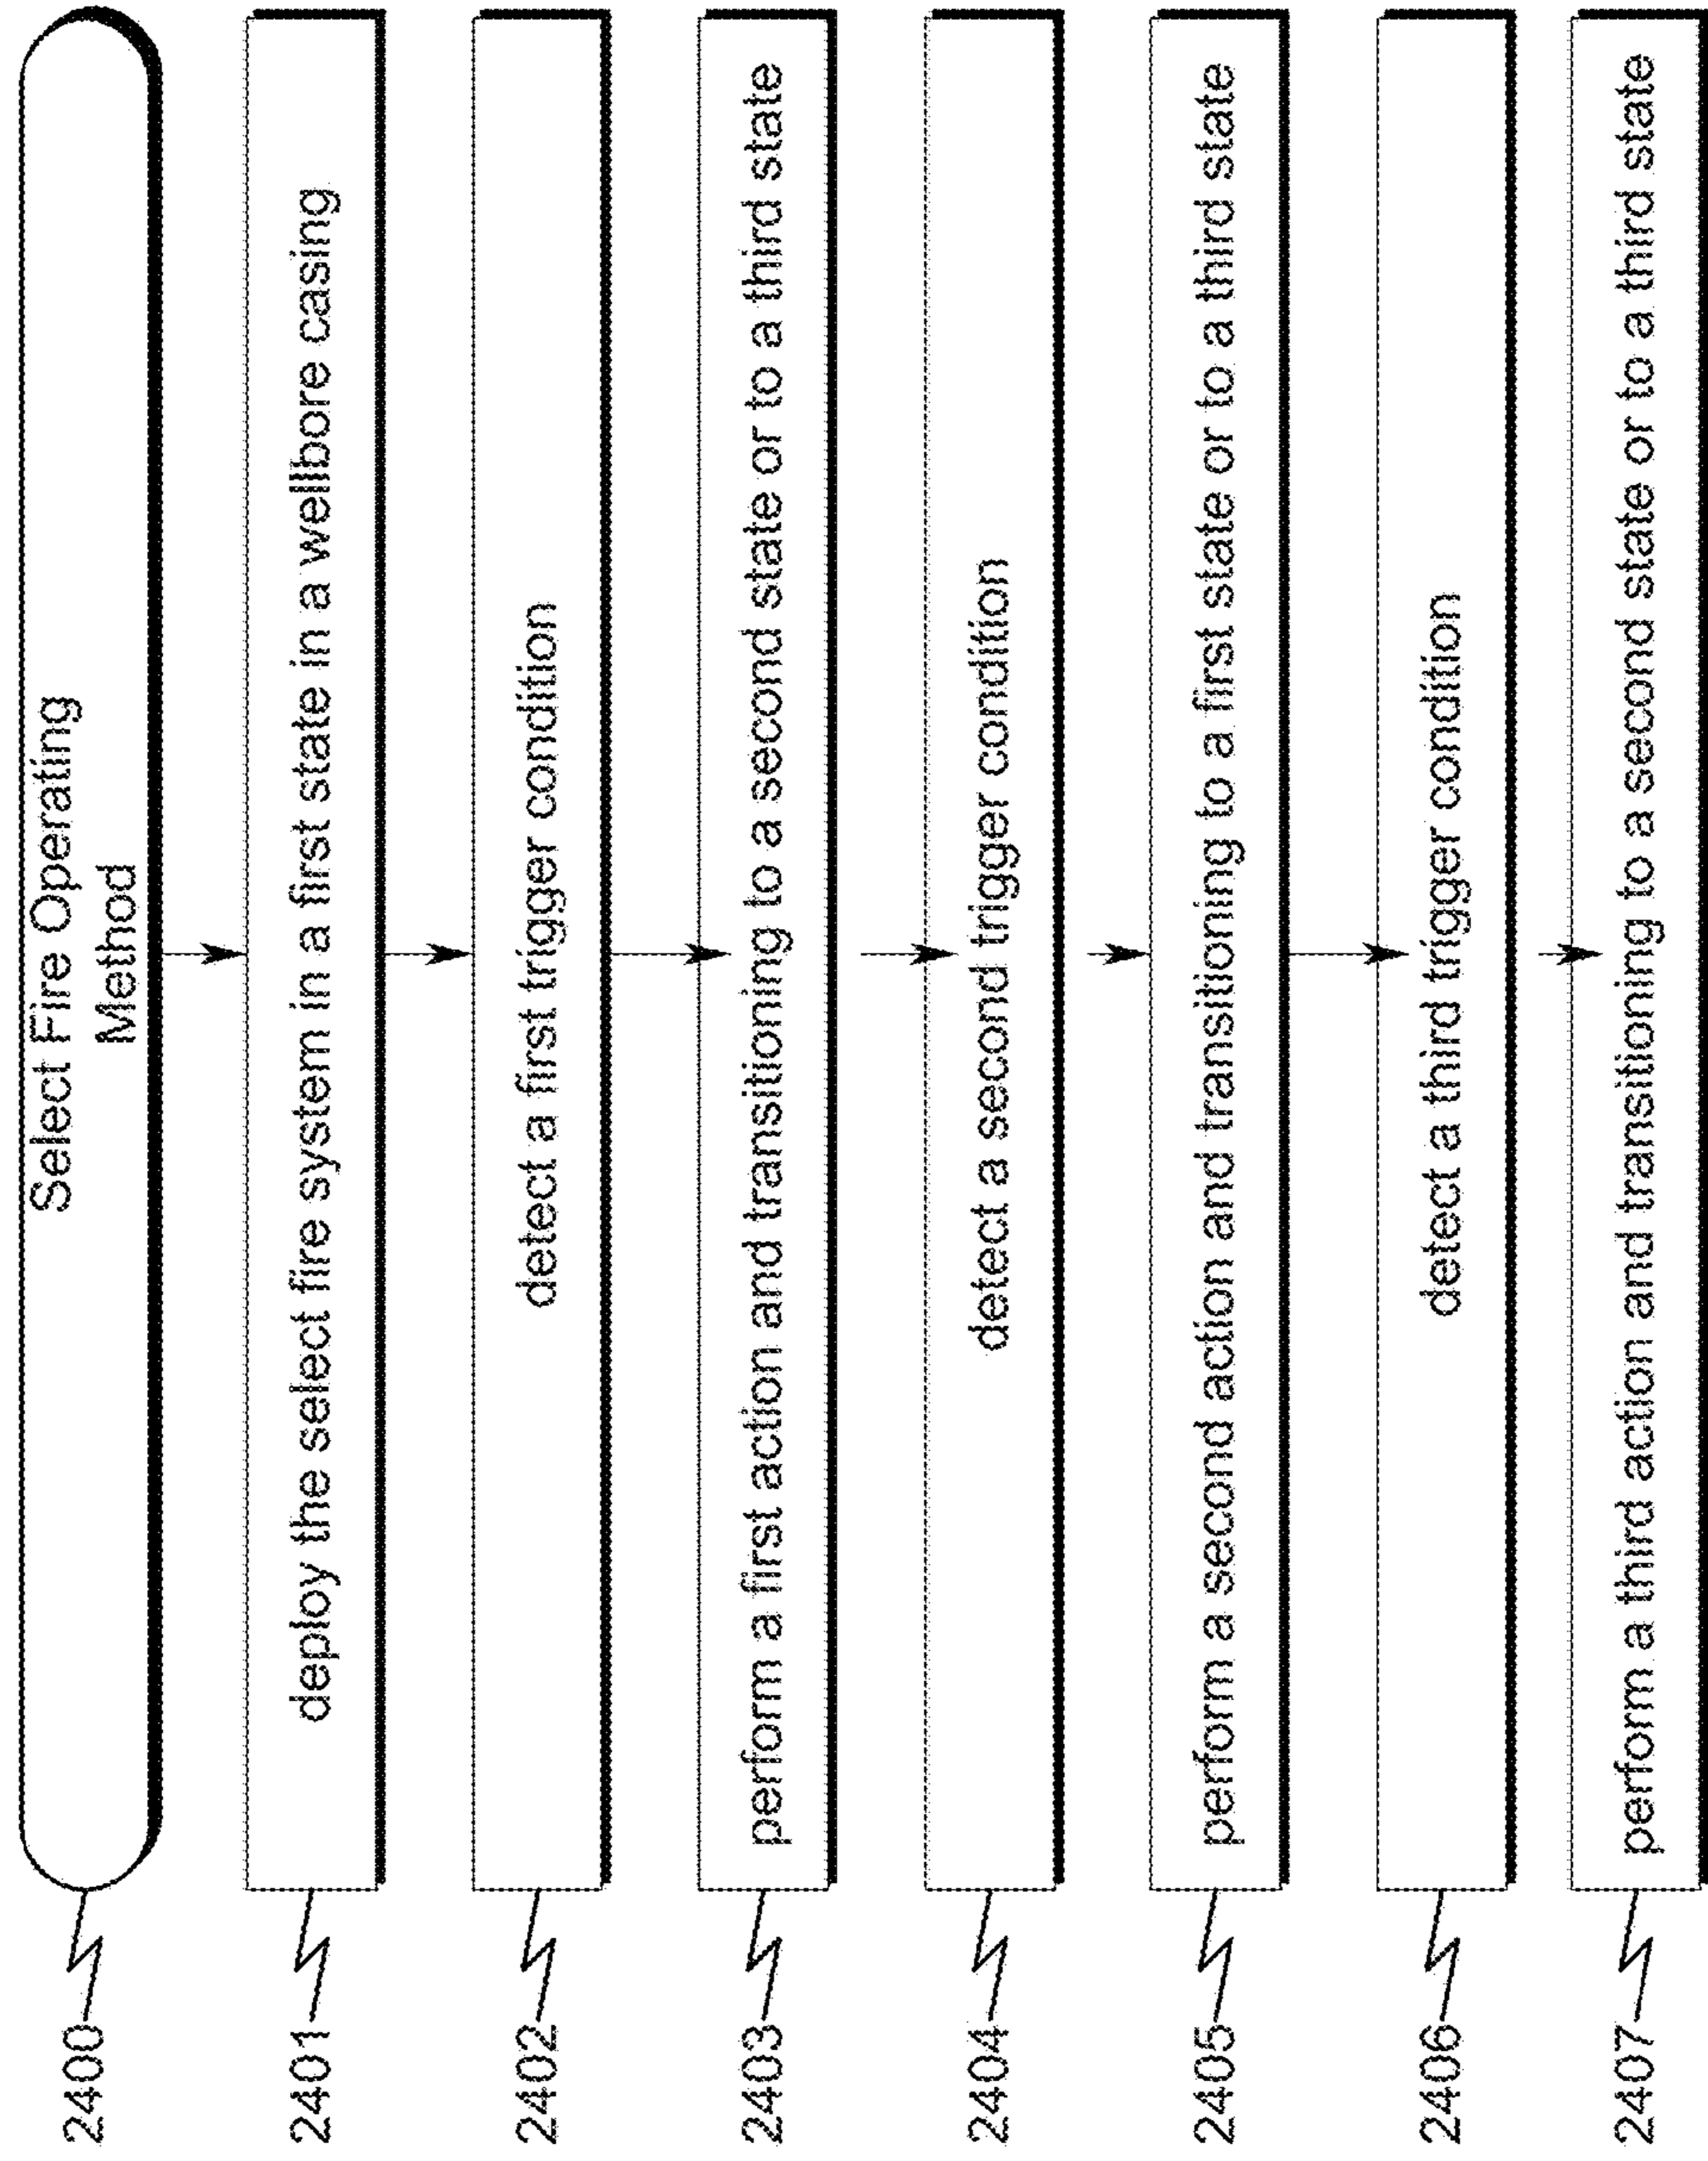 Select Fire Operating
Method
2400
deploy the select fire system in a first state in a wellbore casing
2401
detect a first trigger condition
2402
perform a first action and transitioning to a second state or to a third state
2403
detect a second trigger condition
2404
perform a second action and transitioning to a first state or to a third state
2405
detect a third trigger condition
2406
perform a third action and transitioning to a second state or to a third state
2407